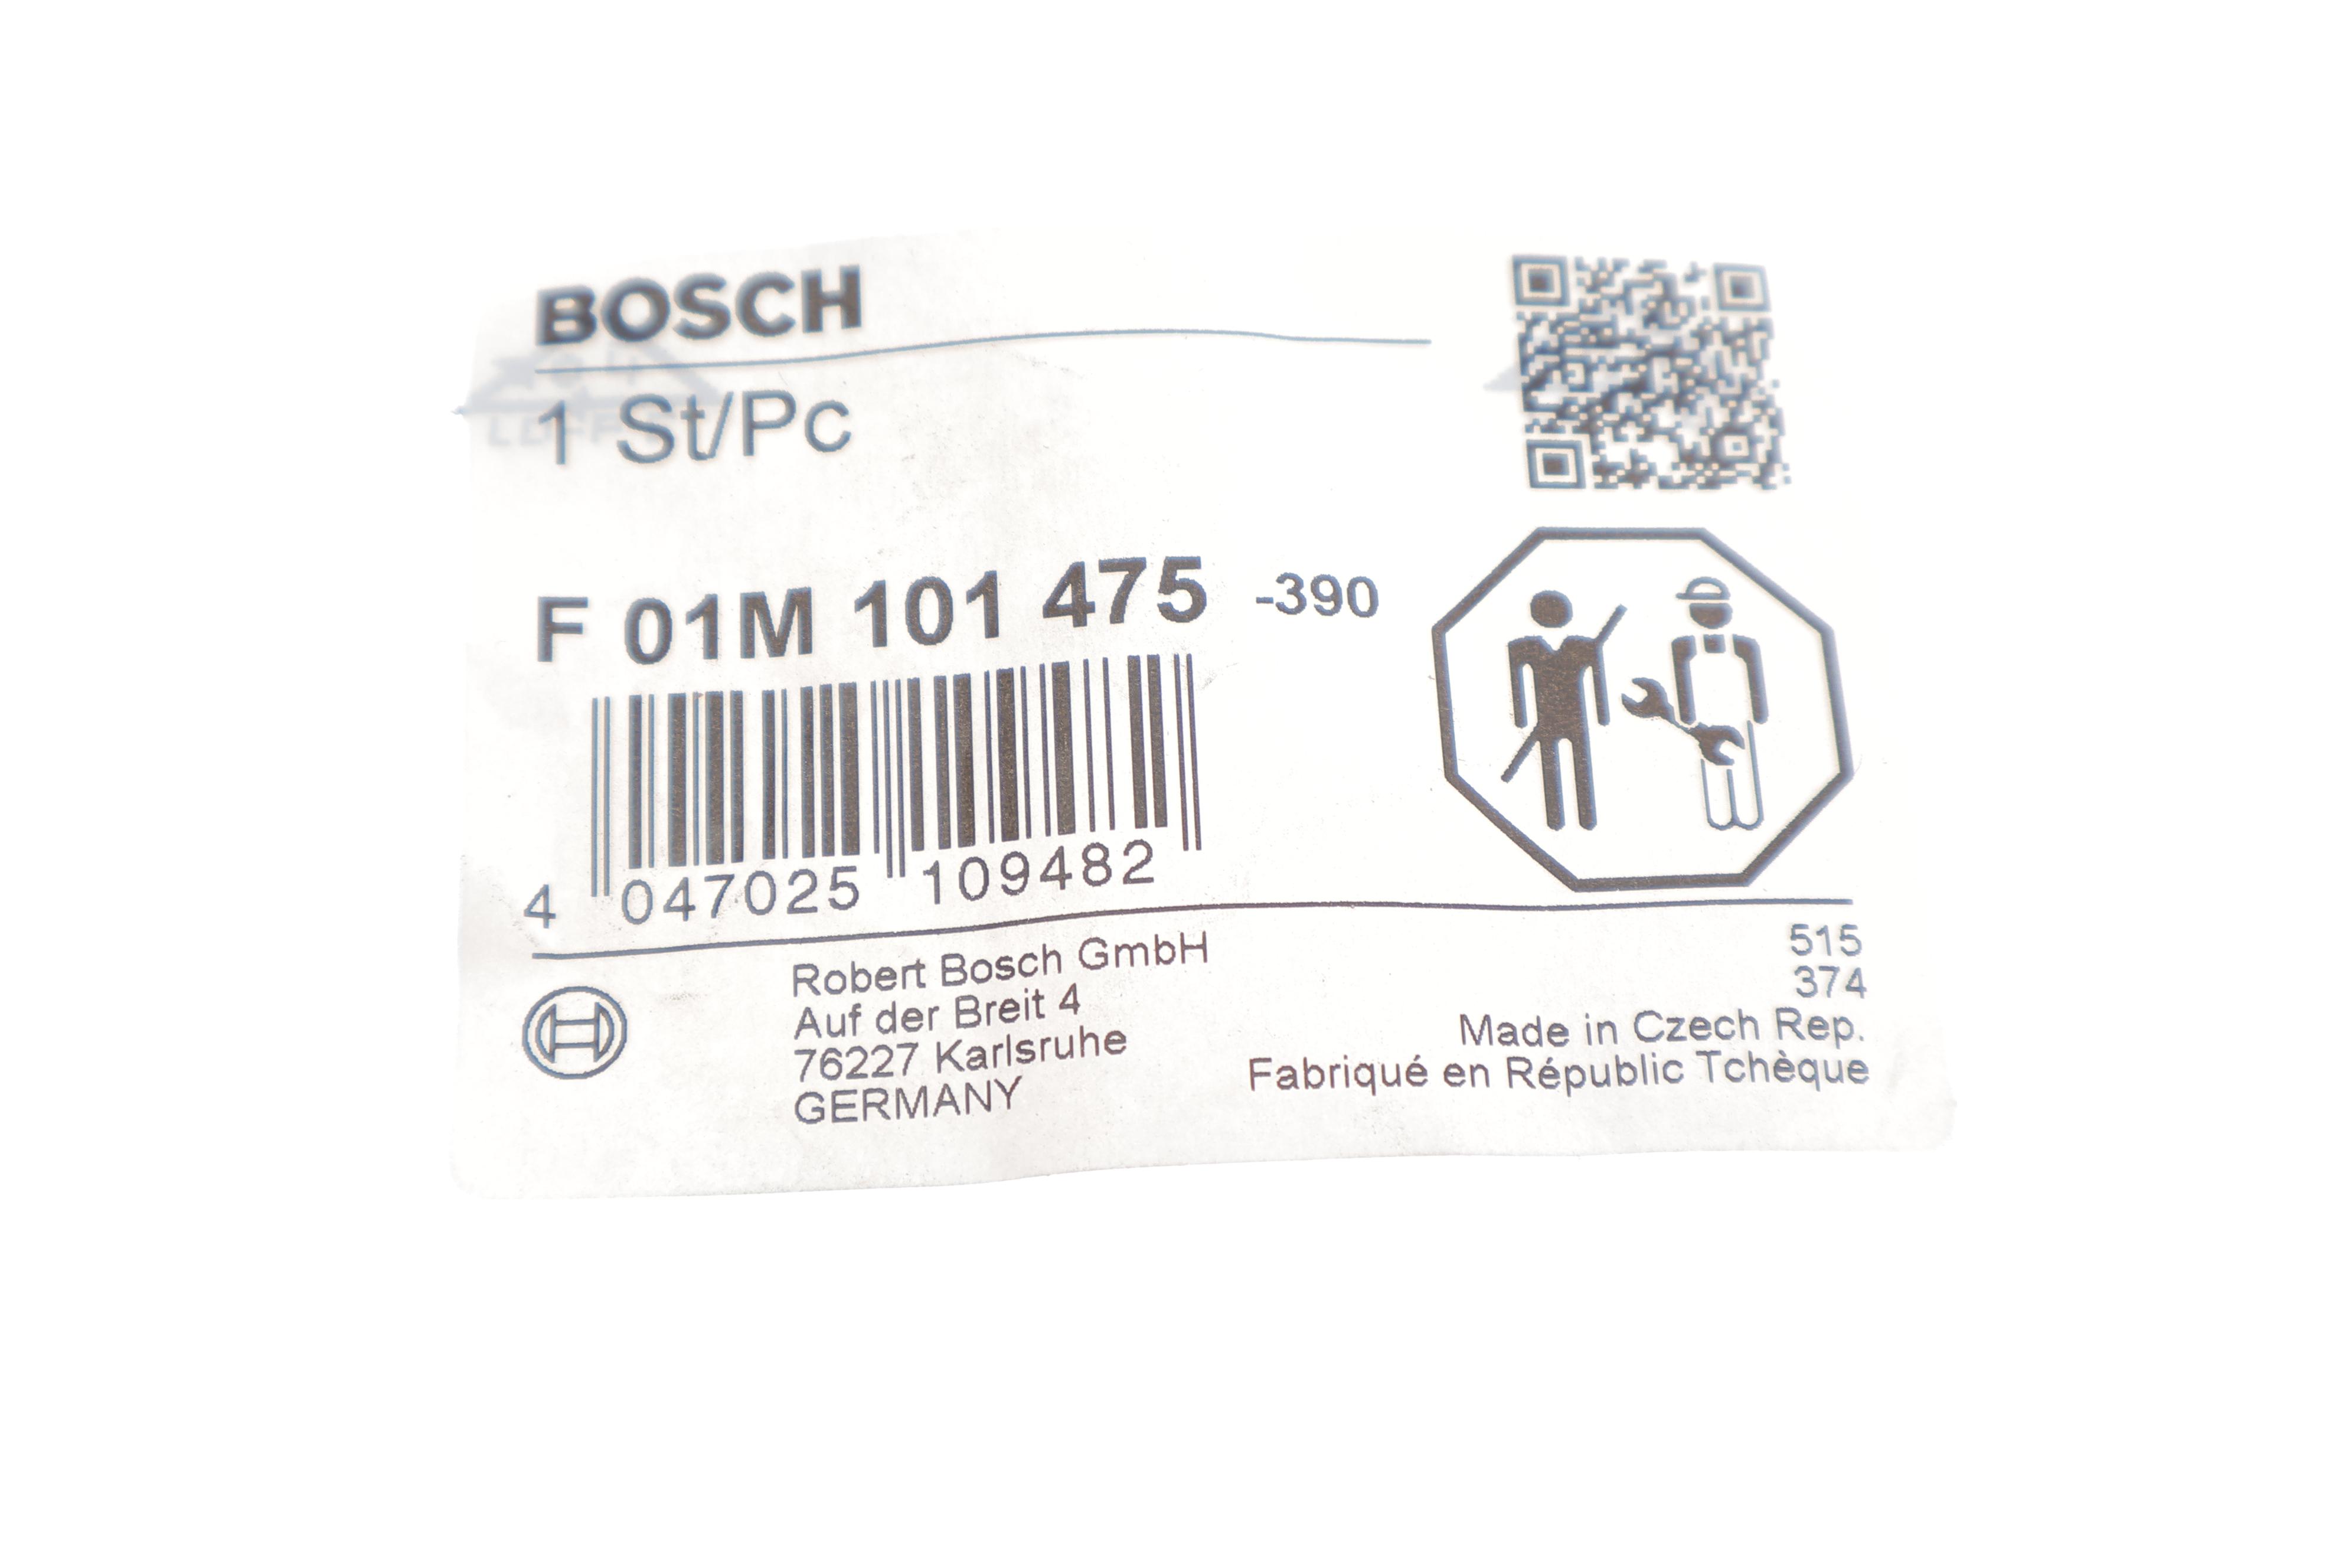 BOSCH
1 St/Pc
F 01M 101 475 -390
4 047025 109482
Robert Bosch GmbH
Auf der Breit 4
76227 Karlsruhe
GERMANY
515
374
Made in Czech Rep.
Fabriqué en Républic Tchèque